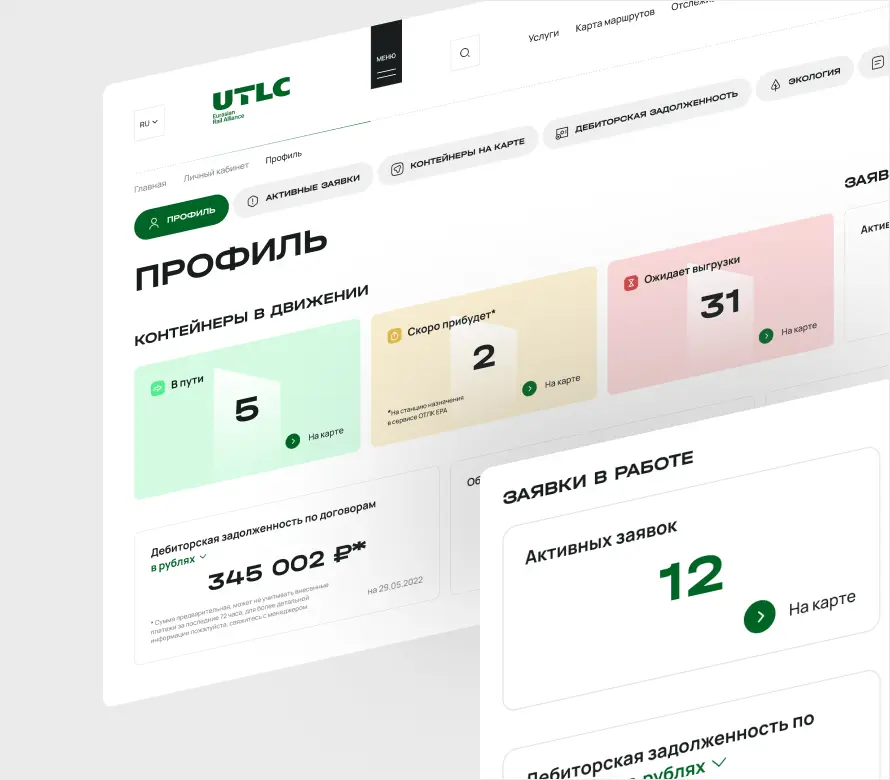 RU
UTLC
Eurasian
Rail Alliance
МЕНЮ
Услуги
Карта маршрутов
Главная
Личный кабинет
Профиль
ПРОФИЛЬ
АКТИВНЫЕ ЗАЯВКИ
КОНТЕЙНЕРЫ НА КАРТЕ
ДЕБИТОРСКАЯ ЗАДОЛЖЕННОСТЬ
ЭКОЛОГИЯ
ПРОФИЛЬ
КОНТЕЙНЕРЫ В ДВИЖЕНИИ
В пути
5
На карте
Скоро прибудет*
2
*На станцию назначения
в сервисе ОТЛК ЕРА
На карте
Ожидает выгрузки
31
На карте
Дебиторская задолженность по договорам
в рублях
345 002 ₽*
* Сумма предварительная, может не учитывать внесенные
платежи за последние 72 часа, для более детальной
информации пожалуйста, свяжитесь с менеджером.
на 29.05.2022
ЗАЯВКИ В РАБОТЕ
Активных заявок
12
На карте
Дебиторская задолженность по
рублях